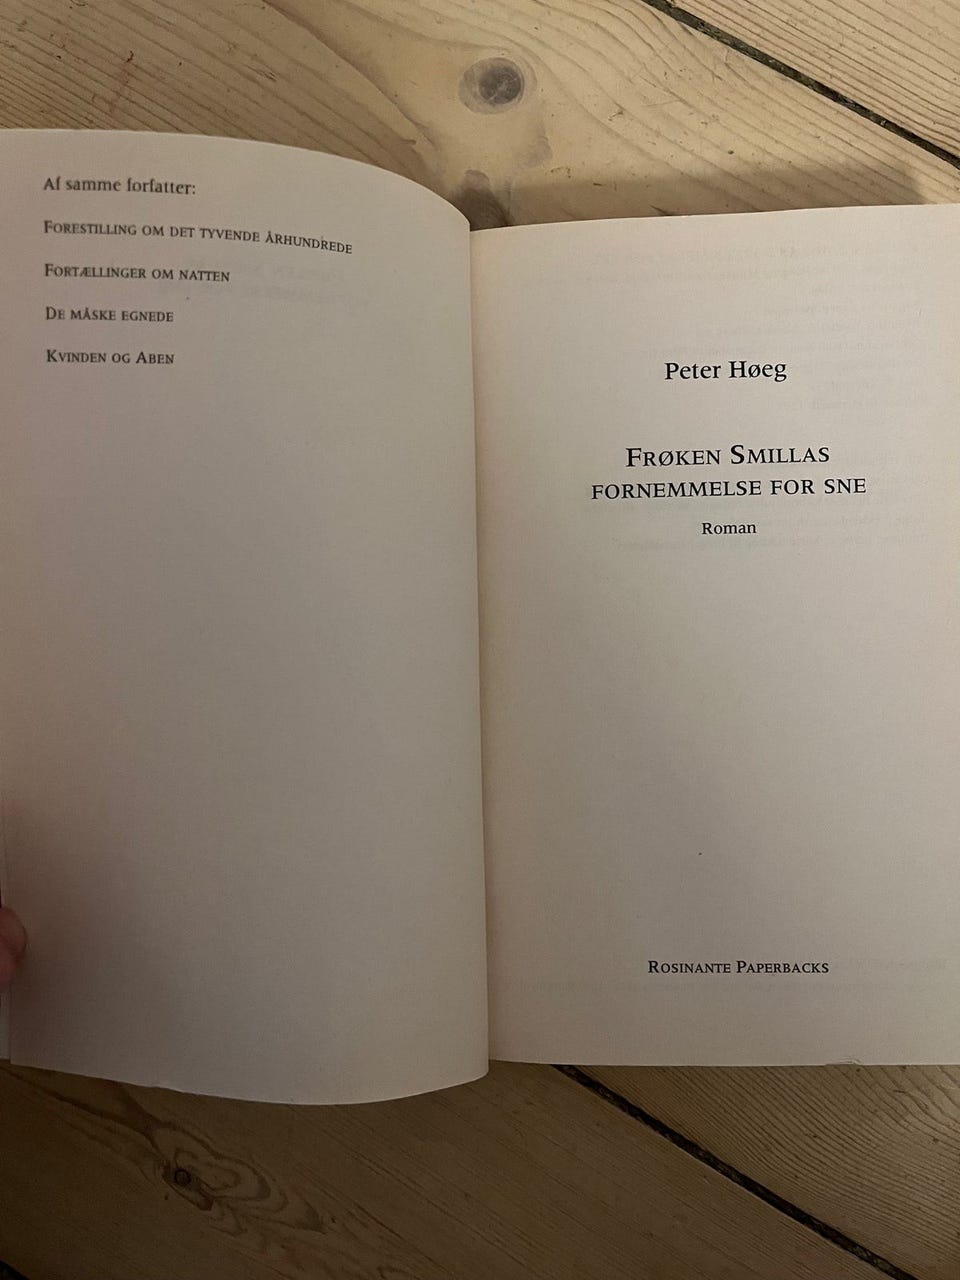 Af samme forfatter:
Forestilling om det tyvende århundrede
Fortællinger om natten
De måske egnede
Kvinden og Aben
Peter Høeg
Frøken Smillas
fornemmelse for sne
Roman
Rosinante Paperbacks